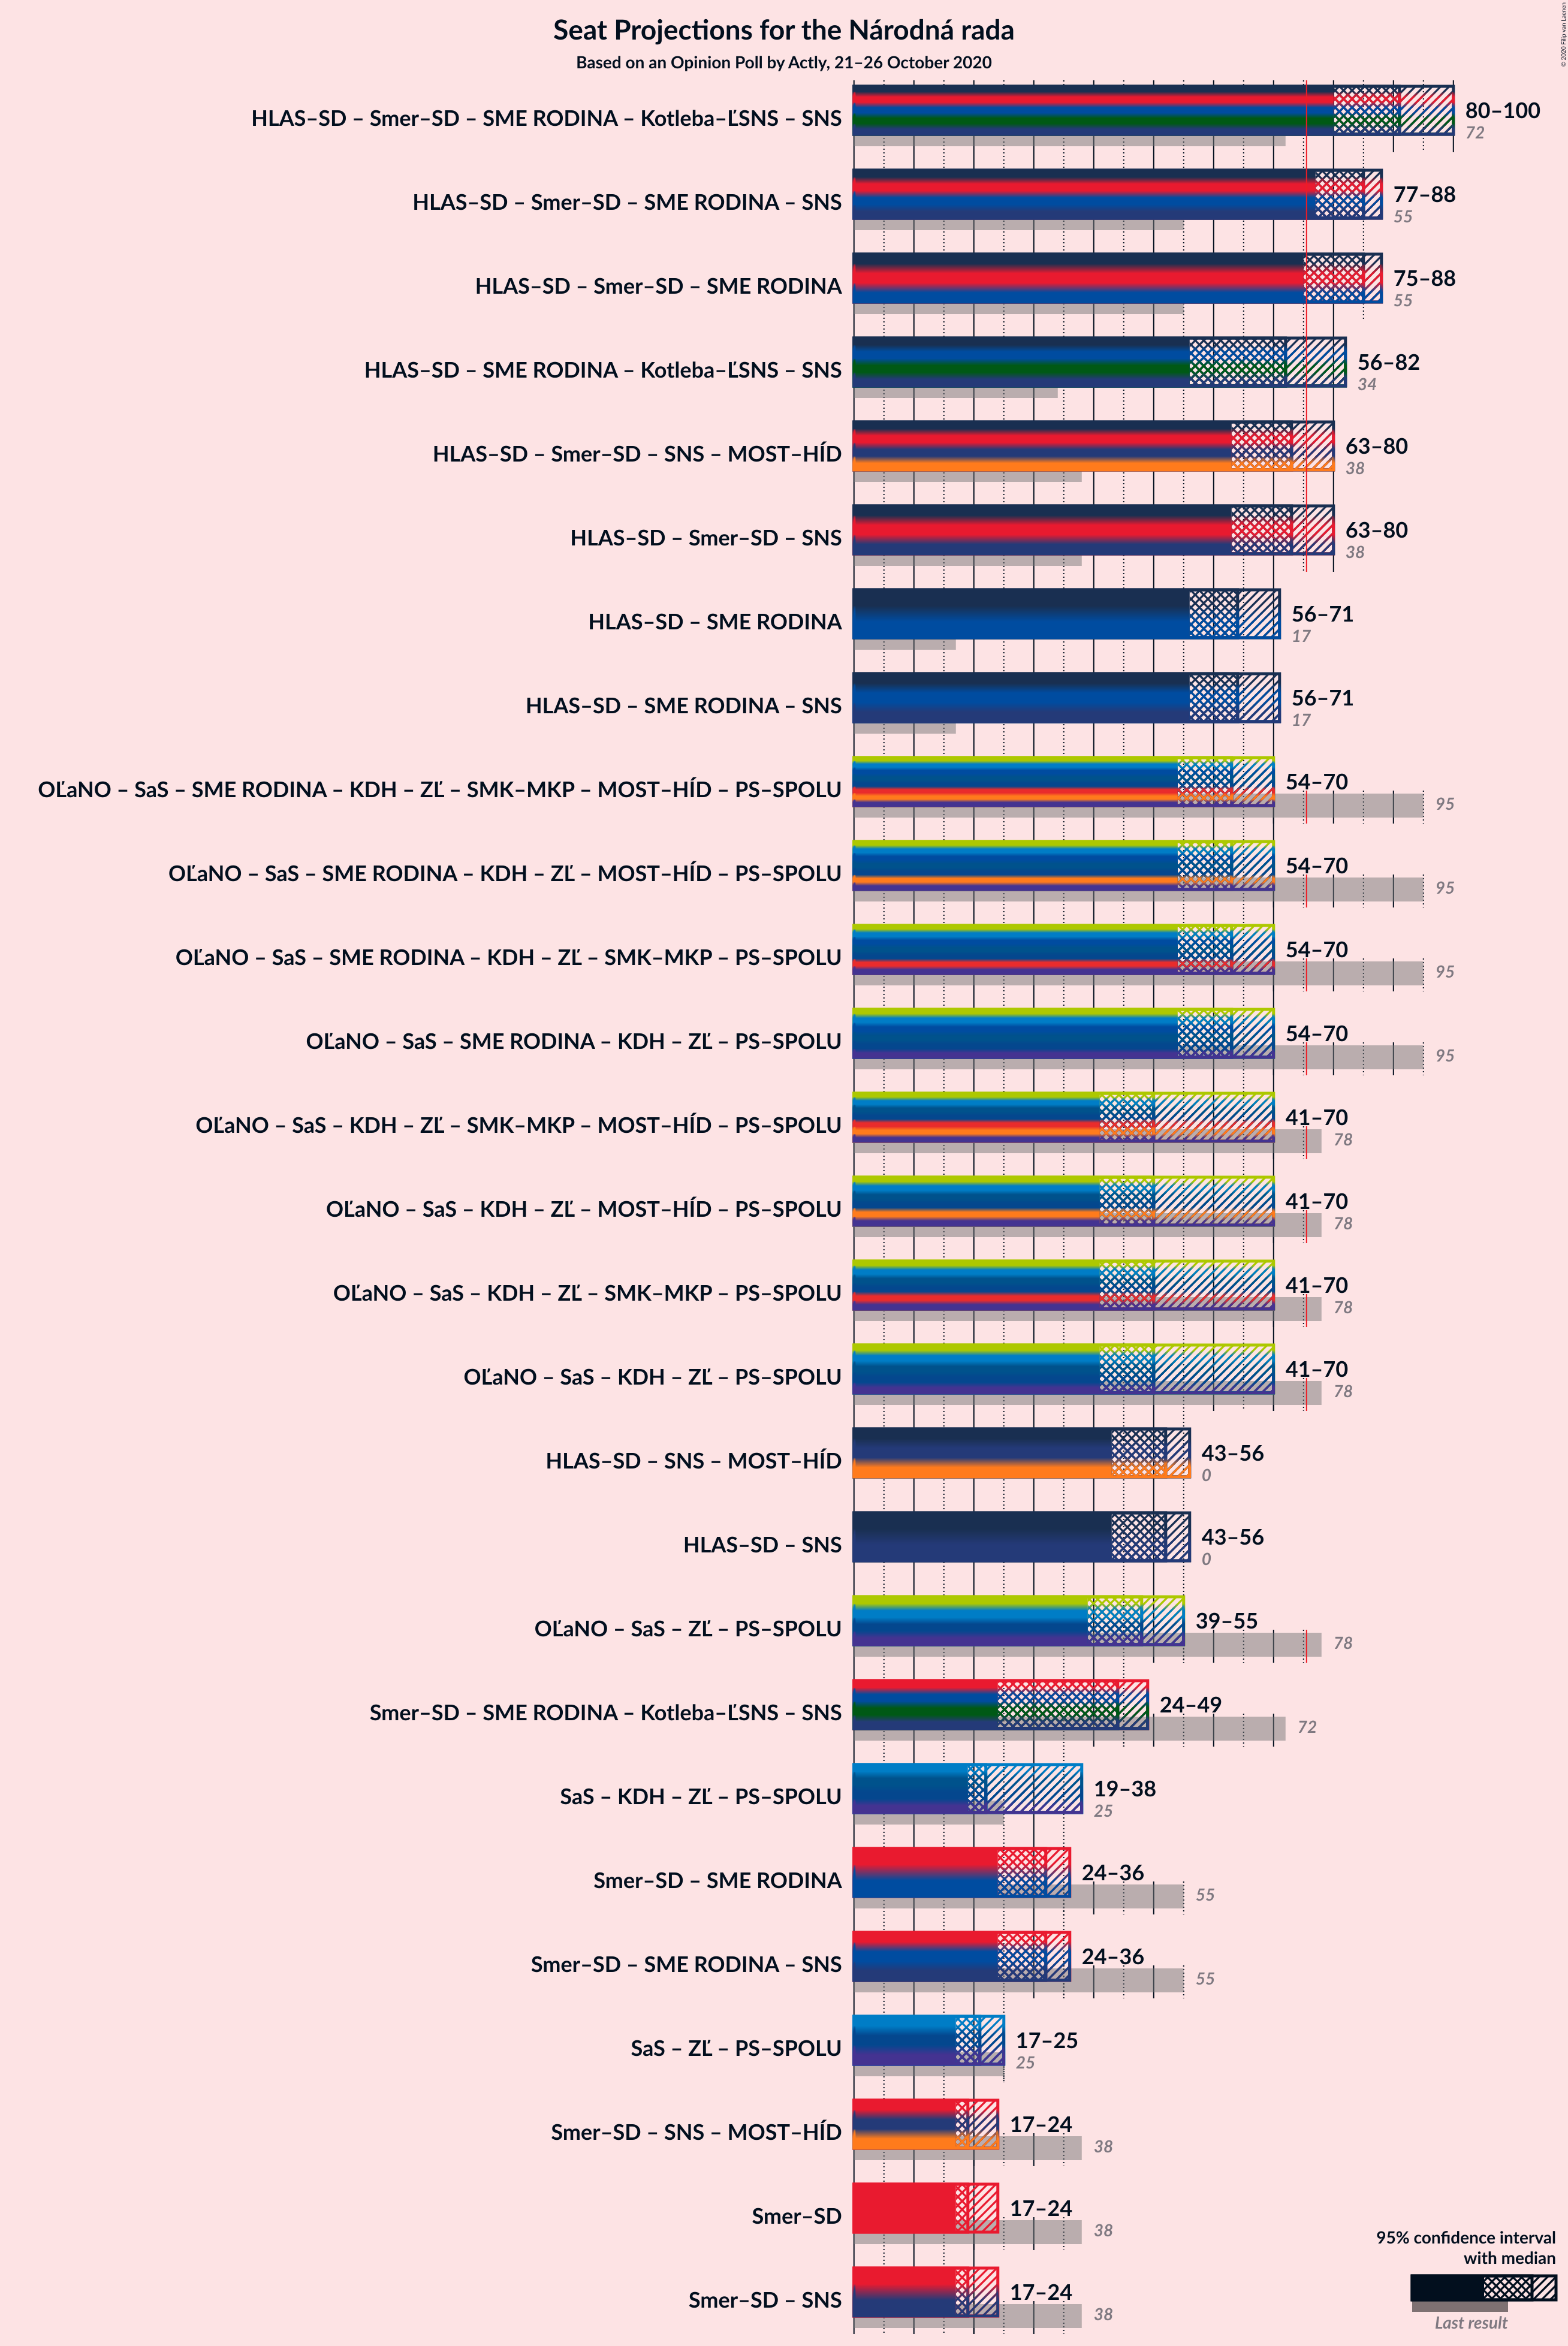 Seat Projections for the Národná rada
Based on an Opinion Poll by Actly, 21–26 October 2020
© 2020 Filip van Laenen
HLAS–SD – Smer–SD – SME RODINA – Kotleba–ĽSNS – SNS
80–100
72
HLAS–SD – Smer–SD – SME RODINA – SNS
77–88
55
HLAS–SD – Smer–SD – SME RODINA
75–88
55
HLAS–SD – SME RODINA – Kotleba–ĽSNS – SNS
56–82
34
HLAS–SD – Smer–SD – SNS – MOST–HÍD
63–80
38
HLAS–SD – Smer–SD – SNS
63–80
38
HLAS–SD – SME RODINA
56–71
17
HLAS–SD – SME RODINA – SNS
56–71
17
OĽaNO – SaS – SME RODINA – KDH – ZĽ – SMK–MKP – MOST–HÍD – PS–SPOLU
54–70
95
OĽaNO – SaS – SME RODINA – KDH – ZĽ – MOST–HÍD – PS–SPOLU
54–70
95
OĽaNO – SaS – SME RODINA – KDH – ZĽ – SMK–MKP – PS–SPOLU
54–70
95
OĽaNO – SaS – SME RODINA – KDH – ZĽ – PS–SPOLU
54–70
95
OĽaNO – SaS – KDH – ZĽ – SMK–MKP – MOST–HÍD – PS–SPOLU
41–70
78
OĽaNO – SaS – KDH – ZĽ – MOST–HÍD – PS–SPOLU
41–70
78
OĽaNO – SaS – KDH – ZĽ – SMK–MKP – PS–SPOLU
41–70
78
OĽaNO – SaS – KDH – ZĽ – PS–SPOLU
41–70
78
HLAS–SD – SNS – MOST–HÍD
43–56
0
HLAS–SD – SNS
43–56
0
OĽaNO – SaS – ZĽ – PS–SPOLU
39–55
78
Smer–SD – SME RODINA – Kotleba–ĽSNS – SNS
24–49
72
SaS – KDH – ZĽ – PS–SPOLU
19–38
25
Smer–SD – SME RODINA
24–36
55
Smer–SD – SME RODINA – SNS
24–36
55
SaS – ZĽ – PS–SPOLU
17–25
25
Smer–SD – SNS – MOST–HÍD
17–24
38
Smer–SD
17–24
38
Smer–SD – SNS
17–24
38
95% confidence interval
with median
Last result